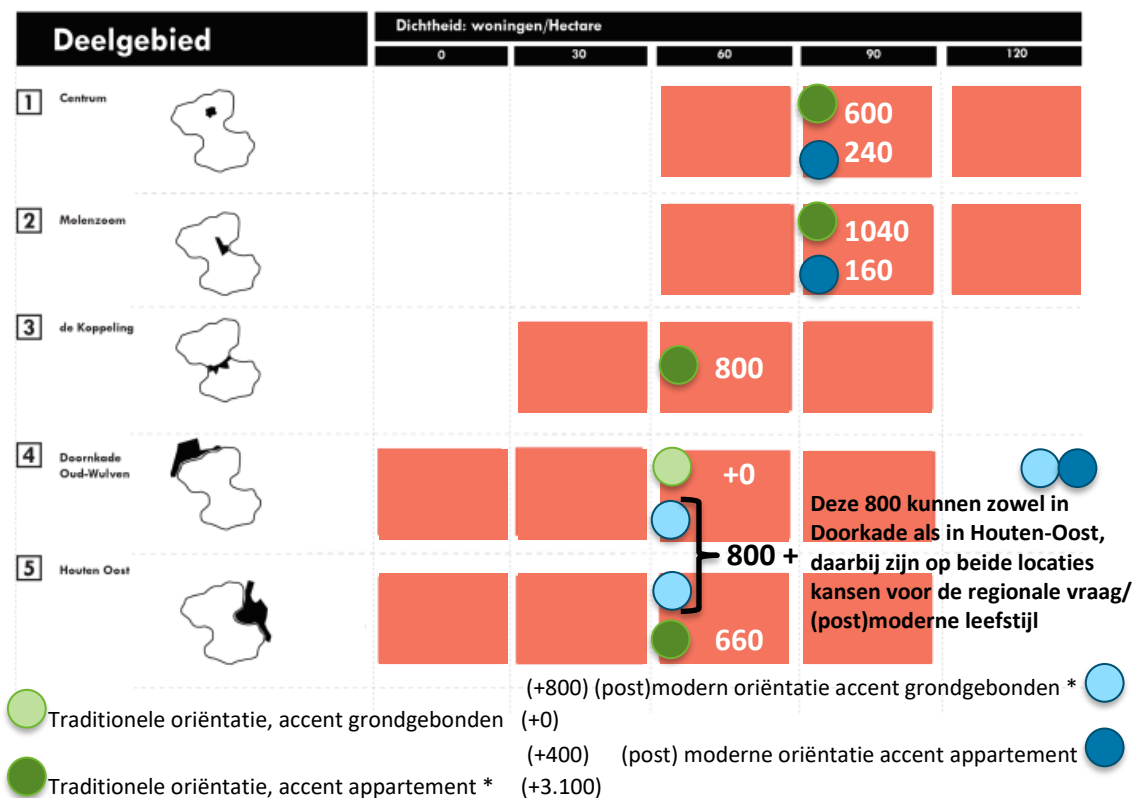 Deelgebied
Dichtheid: woningen/Hectare
0 30 60 90 120
1 Centrum
600
240
2 Molenzoom
1040
160
3 de Koppeling
800
4 Doornkade
Oud-Wulven
+0
800 +
Deze 800 kunnen zowel in
Doorkade als in Houten-Oost,
daarbij zijn op beide locaties
kansen voor de regionale vraag/
(post)moderne leefstijl
5 Houten Oost
660
(+800) (post)modern oriëntatie accent grondgebonden *
Traditionele oriëntatie, accent grondgebonden (+0)
(+400) (post) moderne oriëntatie accent appartement
Traditionele oriëntatie, accent appartement * (+3.100)